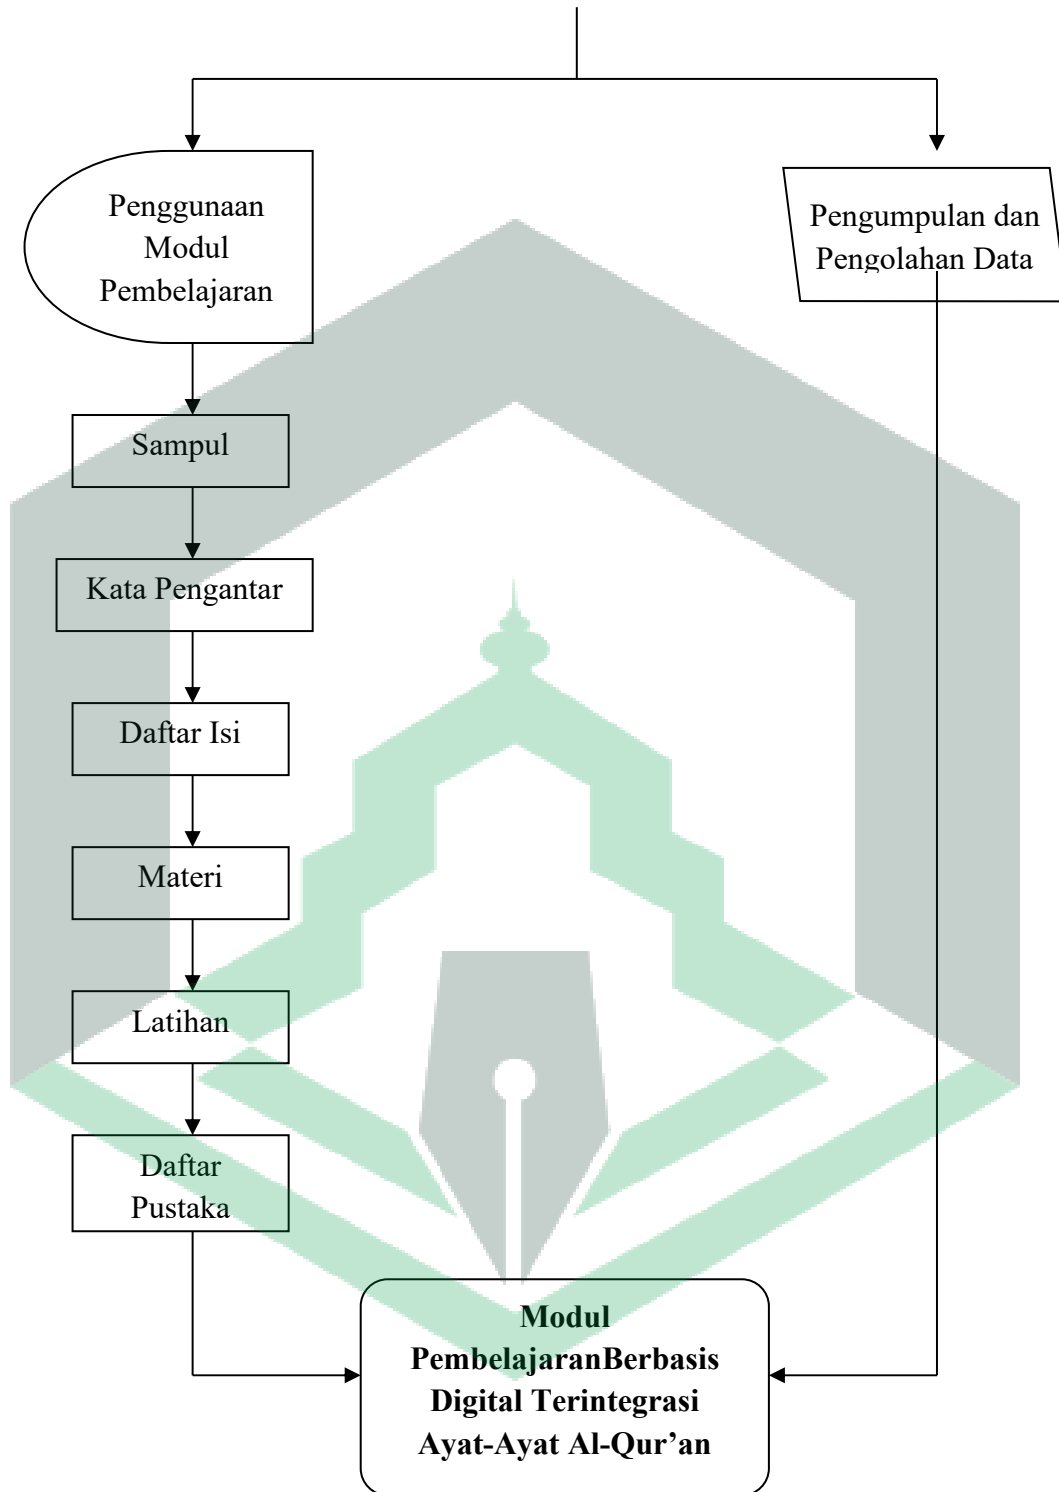 Penggunaan
Modul
Pembelajaran
Pengumpulan dan
Pengolahan Data
Sampul
Kata Pengantar
Daftar Isi
Materi
Latihan
Daftar
Pustaka
Modul
PembelajaranBerbasis
Digital Terintegrasi
Ayat-Ayat Al-Qur’an